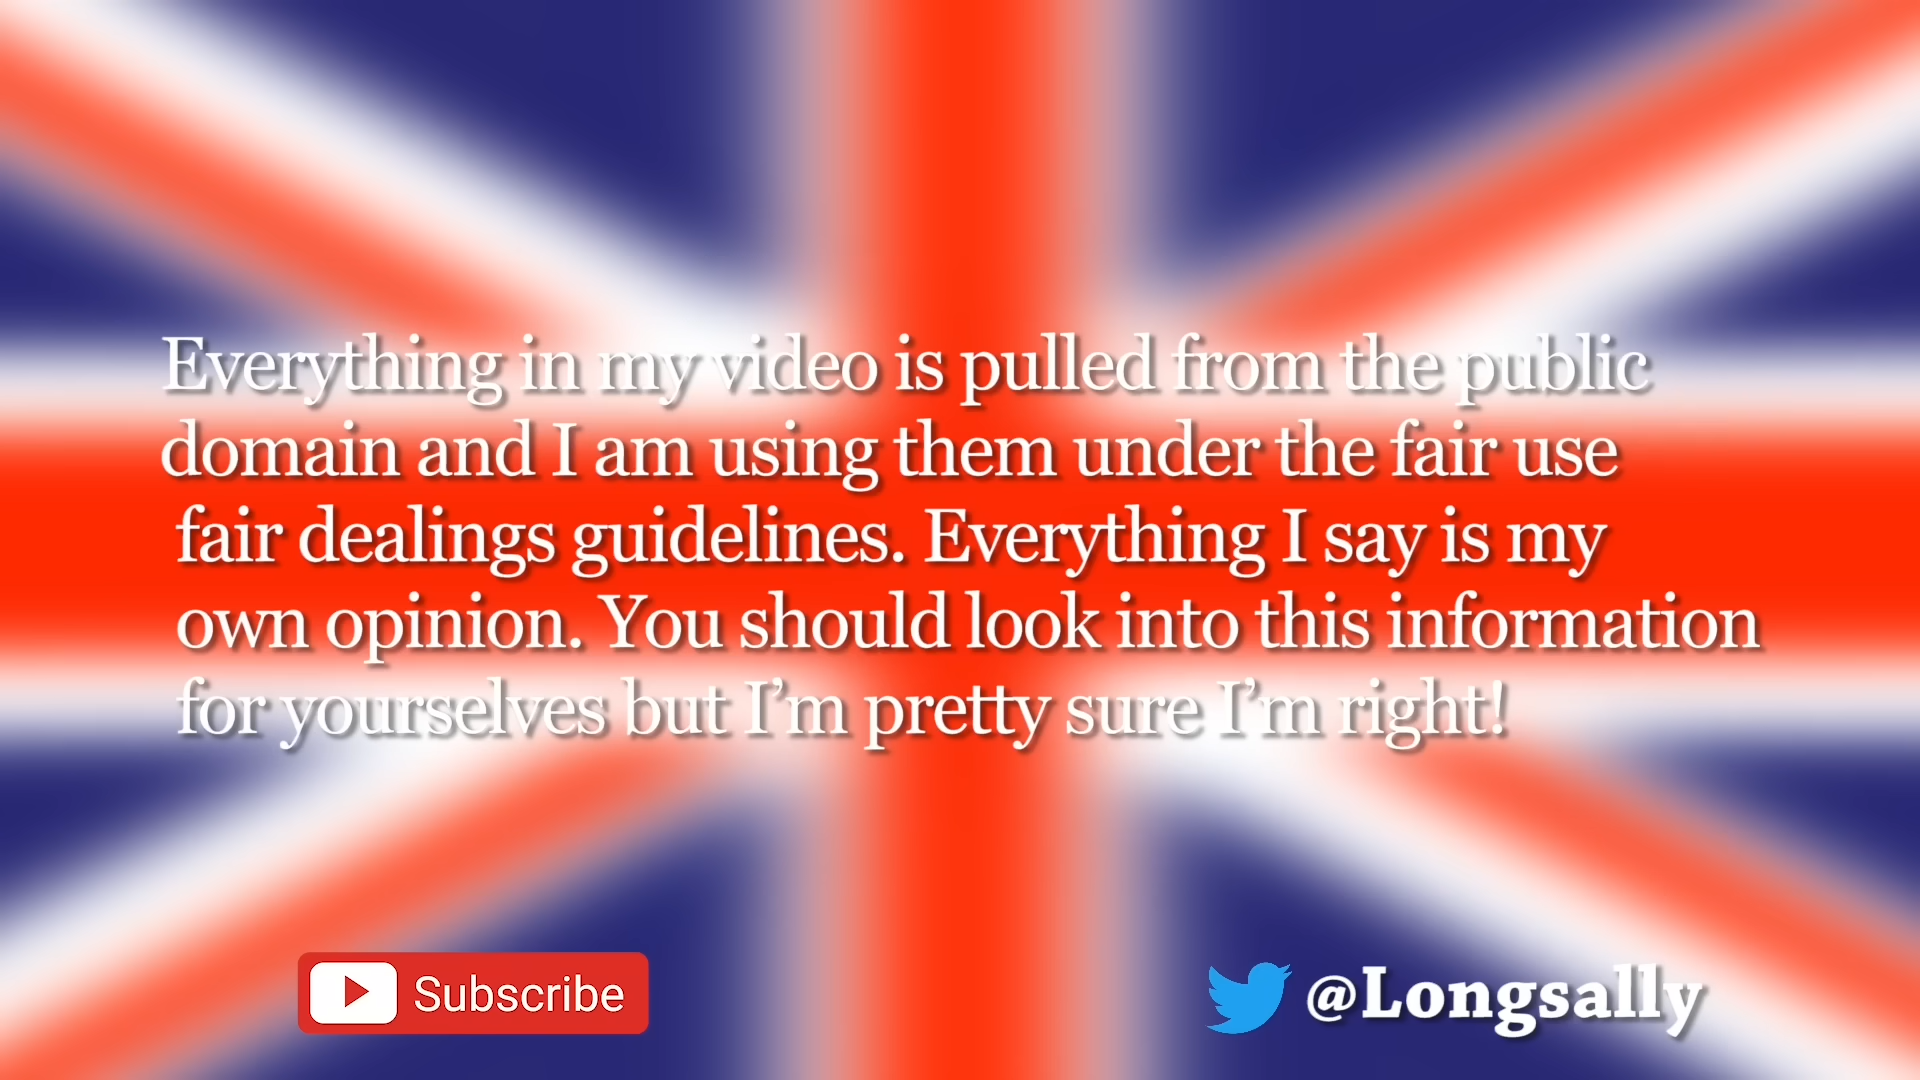 Everything in my video is pulled from the public
domain and I am using them under the fair use
fair dealings guidelines. Everything I say is my
own opinion. You should look into this information
for yourselves but I’m pretty sure I’m right!
Subscribe
@Longsally